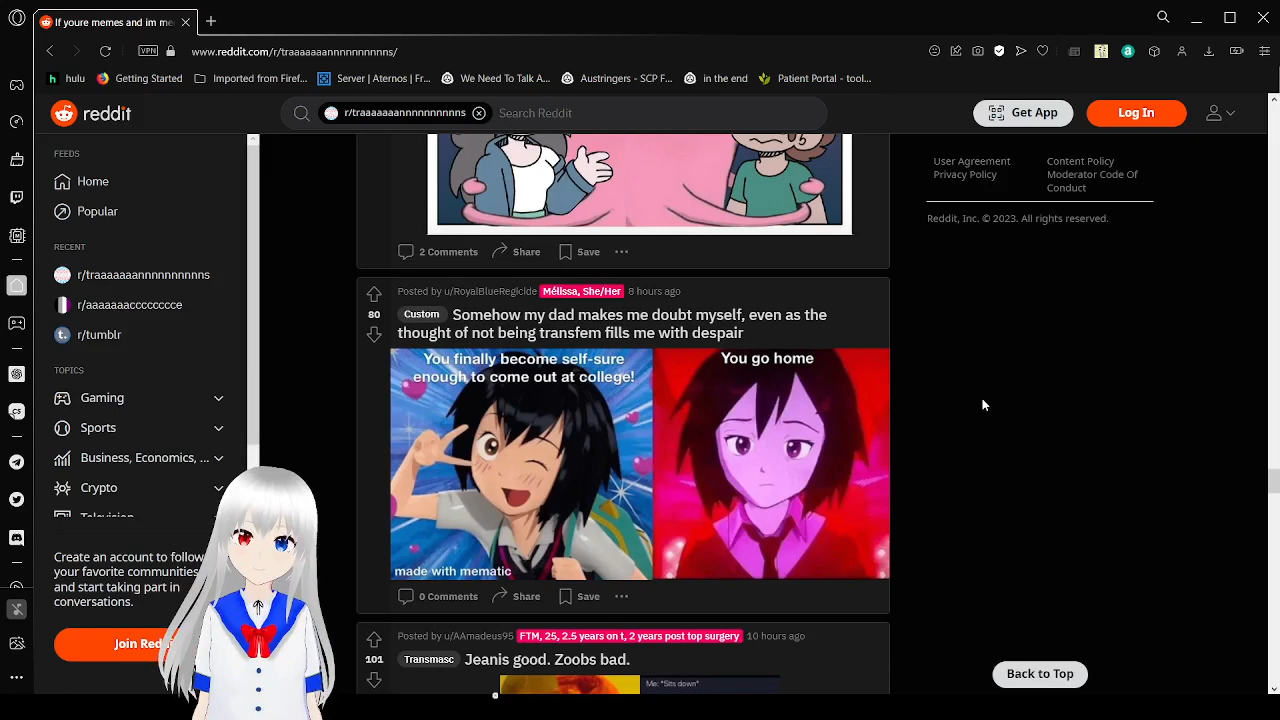 If youre memes and im me
www.reddit.com/r/traaaaaaannnnnnnnnns/
VPN
hulu
Getting Started
Imported from Firef...
Server | Aternos | Fr...
We Need To Talk A...
Austringers - SCP F...
in the end
Patient Portal - tool...
reddit
r/traaaaaaannnnnnnnnns
Search Reddit
Get App
Log In
FEEDS
Home
Popular
RECENT
r/traaaaaaannnnnnnnnns
r/aaaaaaacccccccce
r/tumblr
TOPICS
Gaming
Sports
Business, Economics, ...
Crypto
Television
Create an account to follow
your favorite communities
and start taking part in
conversations.
Join Red
2 Comments
Share
Save
Posted by u/RoyalBlueRegicide Mélissa, She/Her 8 hours ago
80
Custom Somehow my dad makes me doubt myself, even as the
thought of not being transfem fills me with despair
You finally become self-sure
enough to come out at college!
You go home
made with mematic
0 Comments
Share
Save
Posted by u/AAmadeus95 FTM, 25, 2.5 years on t, 2 years post top surgery 10 hours ago
101
Transmasc Jeanis good. Zoobs bad.
Me: *Sits down*
User Agreement
Privacy Policy
Content Policy
Moderator Code Of
Conduct
Reddit, Inc. © 2023. All rights reserved.
Back to Top